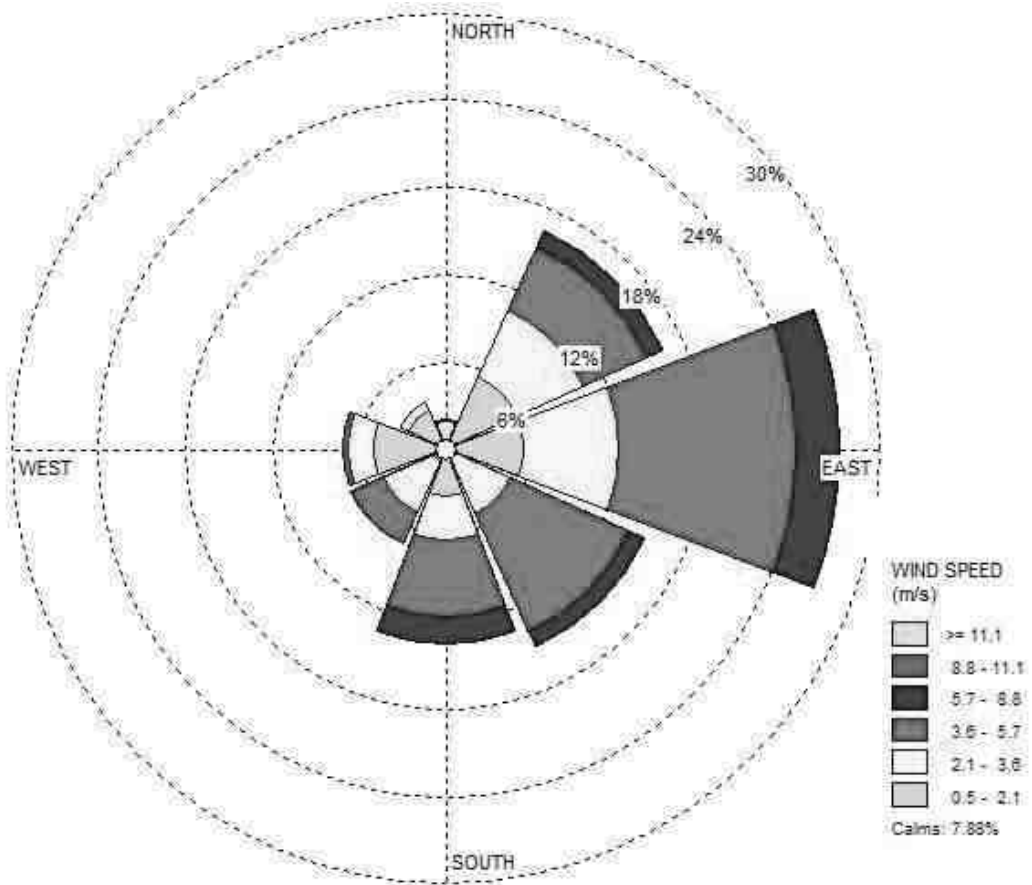 NORTH
30%
24%
18%
12%
6%
WEST
EAST
SOUTH
WIND SPEED
(m/s)
>= 11.1
8.8 - 11.1
5.7 - 8.8
3.6 - 5.7
2.1 - 3.6
0.5 - 2.1
Calms: 7.88%